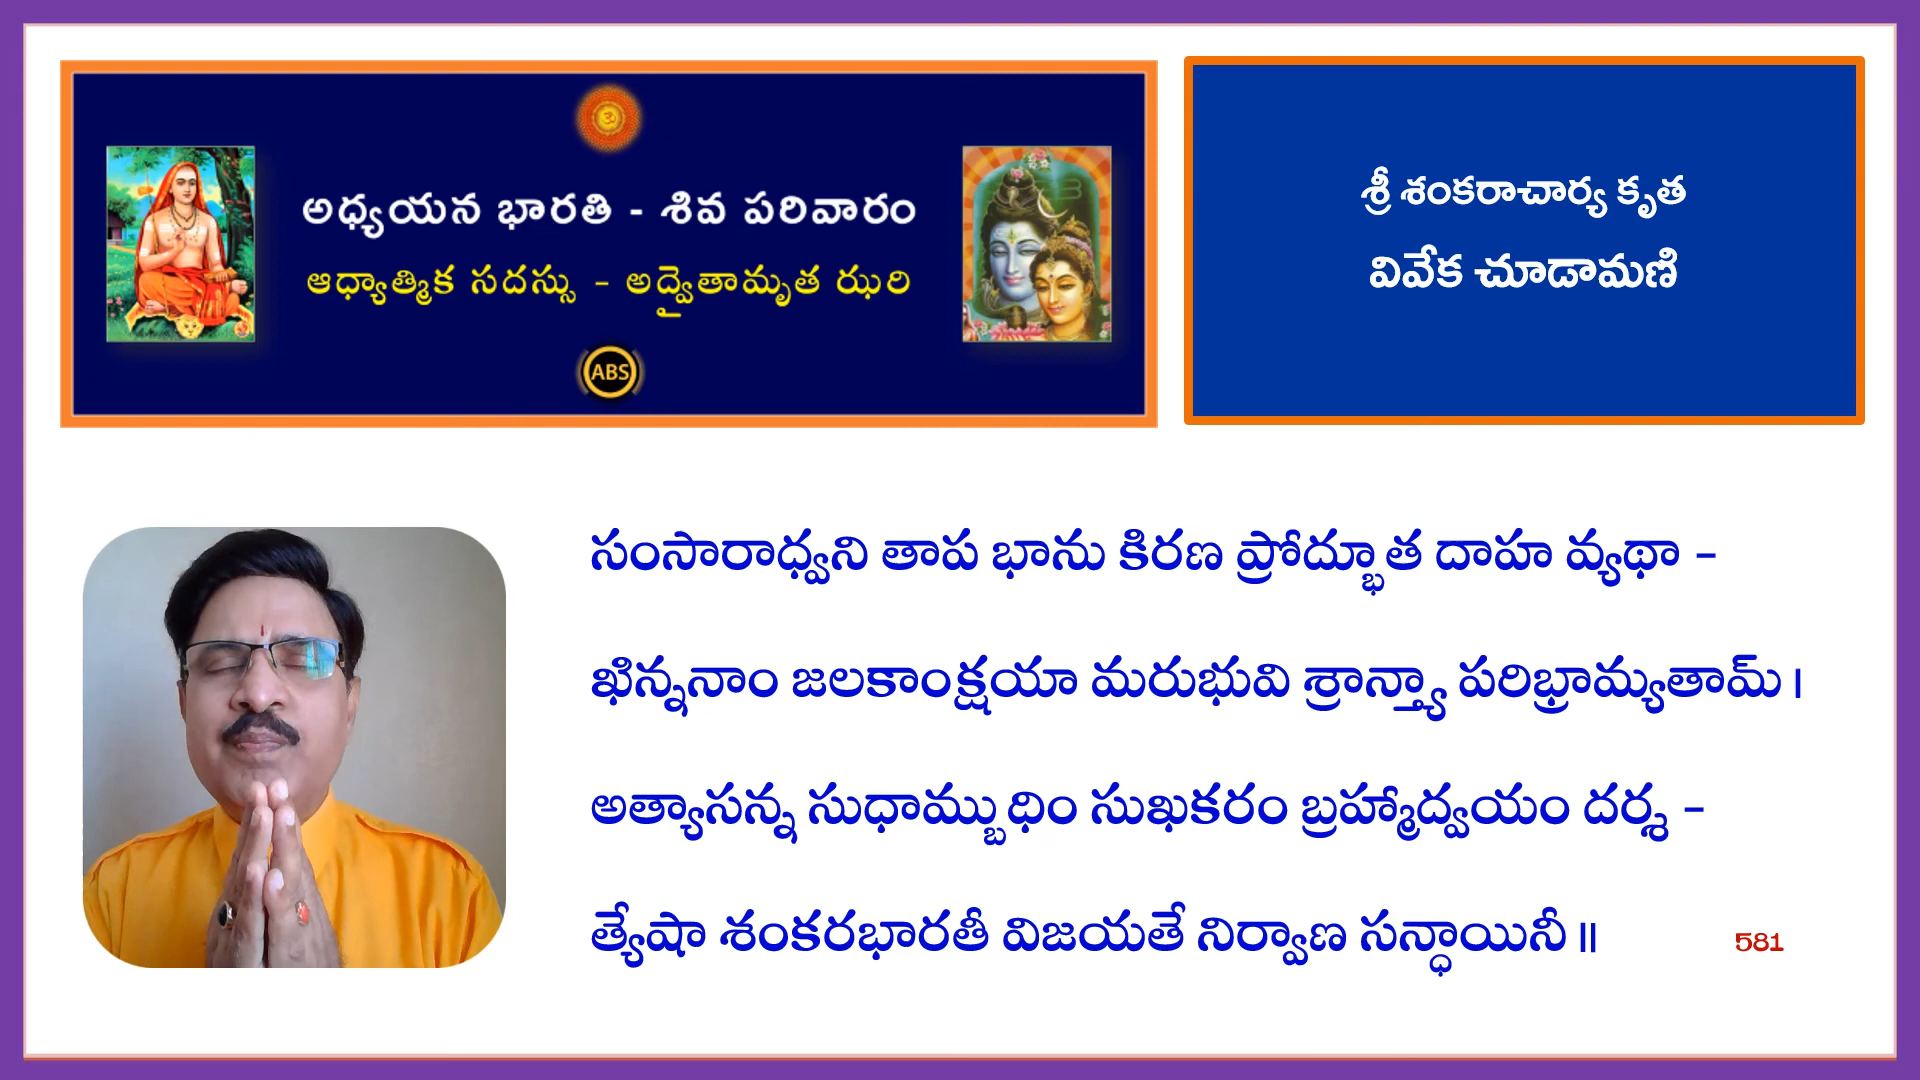 అధ్యయన భారతి - శివ పరివారం
ఆధ్యాత్మిక సదస్సు - అద్వైతామృత ఝరి
ABS
శ్రీ శంకరాచార్య కృత
వివేక చూడామణి
సంసారాధ్వని తాప భాను కిరణ ప్రోద్భూత దాహ వ్యథా -
ఖిన్ననాం జలకాంక్షయా మరుభువి శ్రాన్త్యా పరిభ్రామ్యతామ్ ।
అత్యాసన్న సుధామ్బుధిం సుఖకరం బ్రహ్మాద్వయం దర్శ -
త్యేషా శంకరభారతీ విజయతే నిర్వాణ సన్ధాయినీ ॥ 581